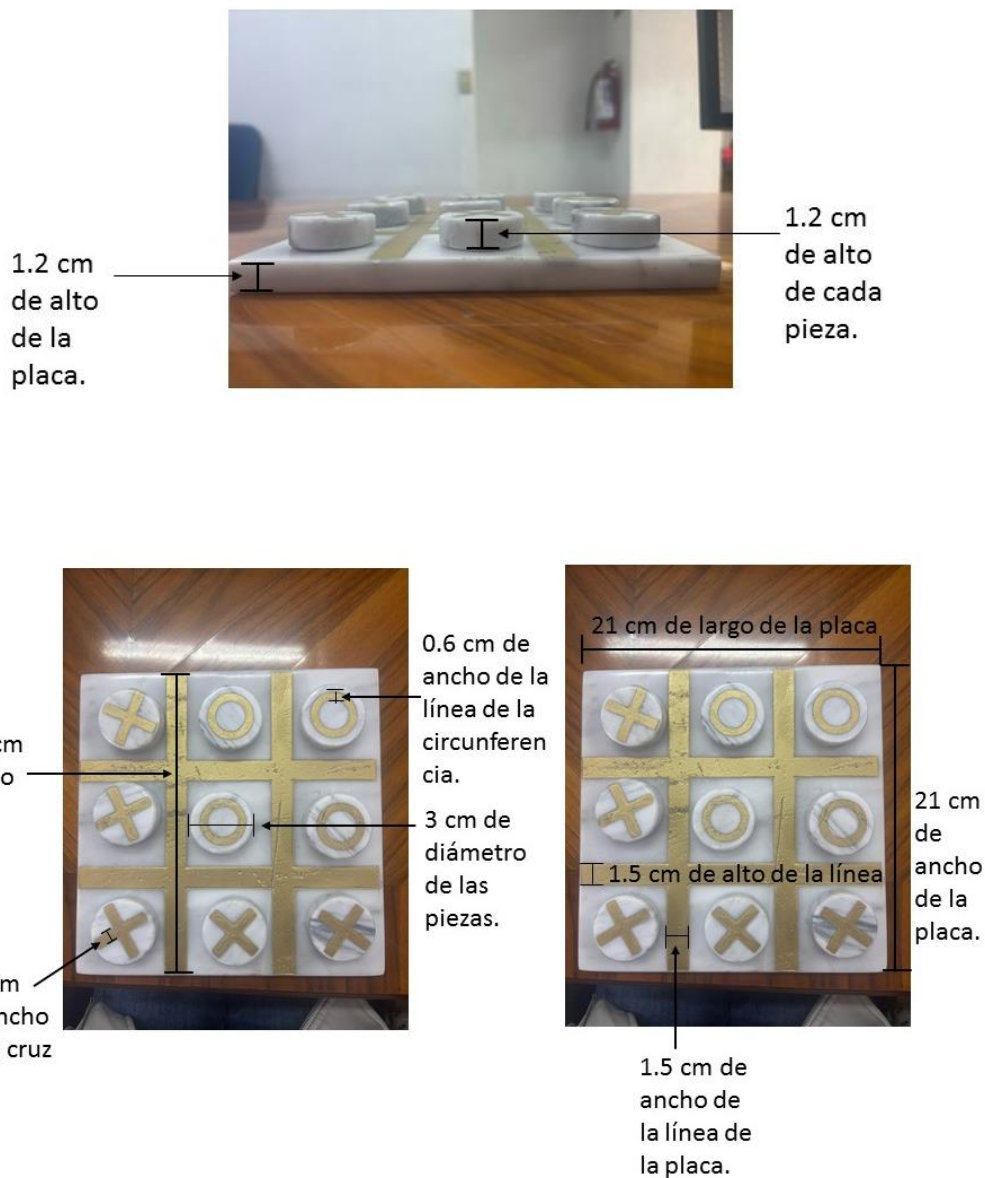 1.2 cm
de alto
de cada
pieza.
1.2 cm
de alto
de la
placa.
0.6 cm de
ancho de la
línea de la
circunferen
cia.
cm
3 cm de
diámetro
de las
piezas.
cruz
21 cm de largo de la placa
21 cm
de
ancho
de la
placa.
1.5 cm de alto de la línea
1.5 cm de
ancho de
la línea de
la placa.